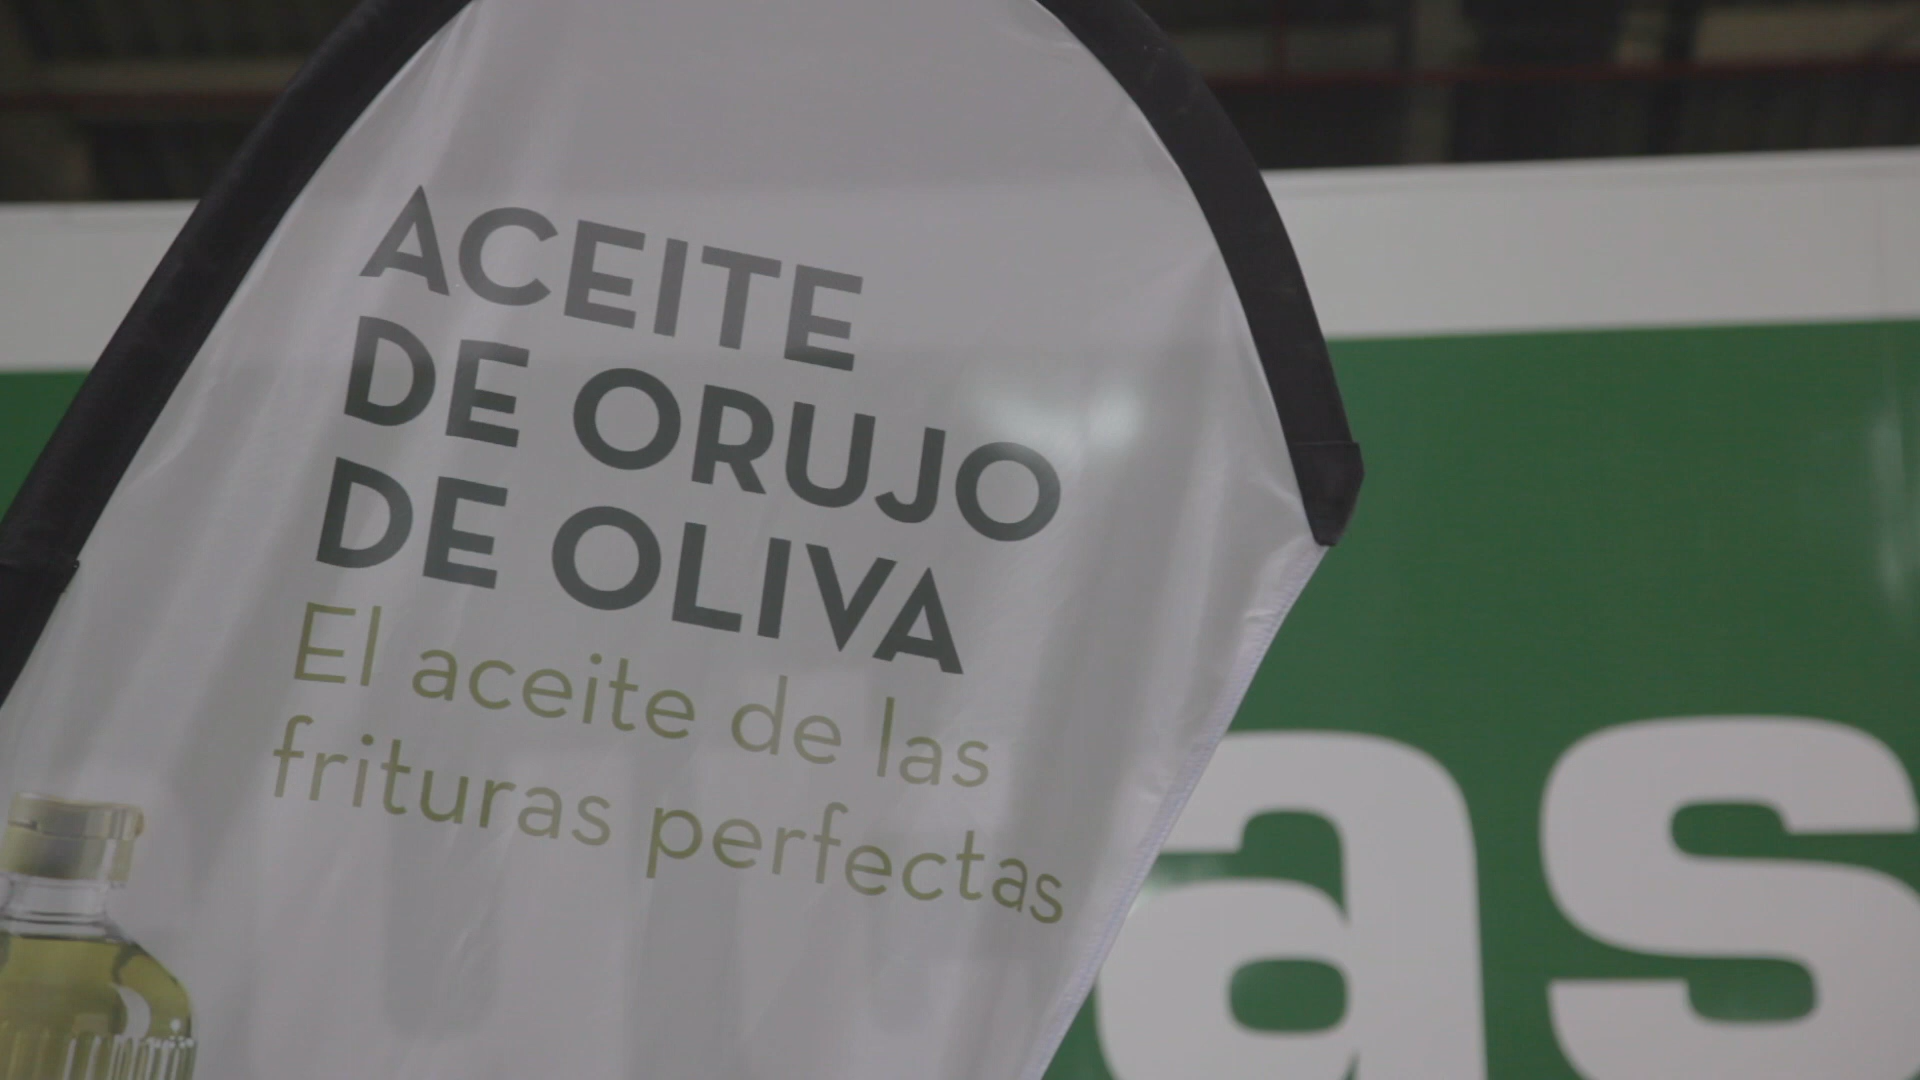 ACEITE
DE ORUJO
DE OLIVA
El aceite de las
frituras perfectas
as